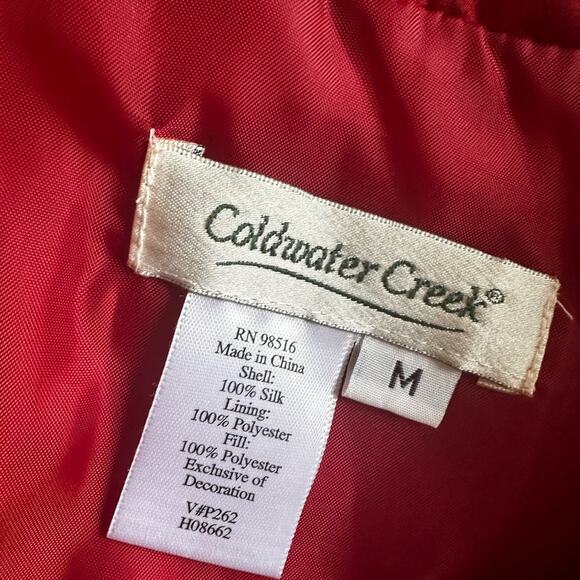 Coldwater Creek®
M
RN 98516
Made in China
Shell:
100% Silk
Lining:
100% Polyester
Fill:
100% Polyester
Exclusive of
Decoration
V#P262
H08662